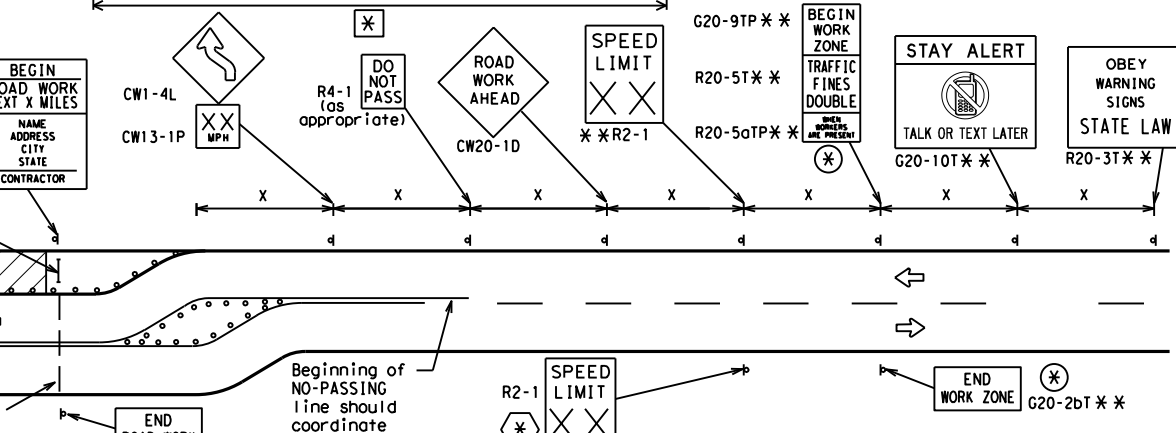 BEGIN
ROAD WORK
NEXT X MILES
NAME
ADDRESS
CITY
STATE
CONTRACTOR
CW1-4L
CW13-1P
XX
MPH
*
R4-1
(as
appropriate)
DO
NOT
PASS
ROAD
WORK
AHEAD
CW20-1D
SPEED
LIMIT
XX
**R2-1
G20-9TP**
R20-5T**
R20-5aTP**
BEGIN
WORK
ZONE
TRAFFIC
FINES
DOUBLE
WHEN
WORKERS
ARE PRESENT
*
STAY ALERT
TALK OR TEXT LATER
G20-10T**
OBEY
WARNING
SIGNS
STATE LAW
R20-3T**
X X X X X X X
Beginning of
NO-PASSING
line should
coordinate
R2-1
*
SPEED
LIMIT
XX
END
WORK ZONE
*
G20-2bT**
END
ROAD WORK